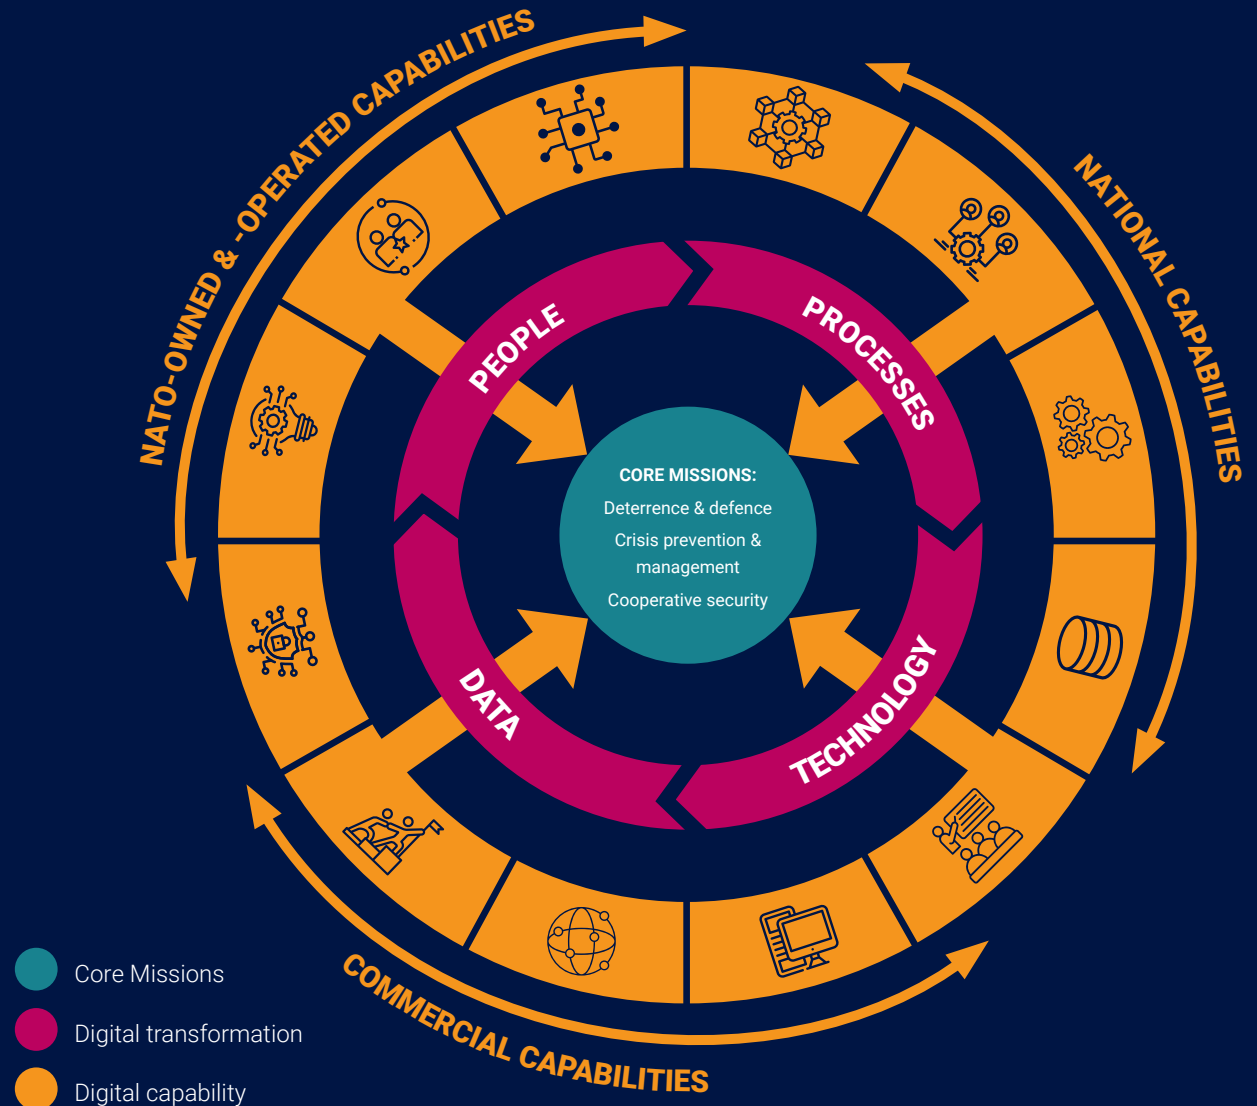 NATO-OWNED & -OPERATED CAPABILITIES
NATIONAL CAPABILITIES
PEOPLE
PROCESSES
CORE MISSIONS:
Deterrence & defence
Crisis prevention &
management
Cooperative security
DATA
TECHNOLOGY
COMMERCIAL CAPABILITIES
Core Missions
Digital transformation
Digital capability